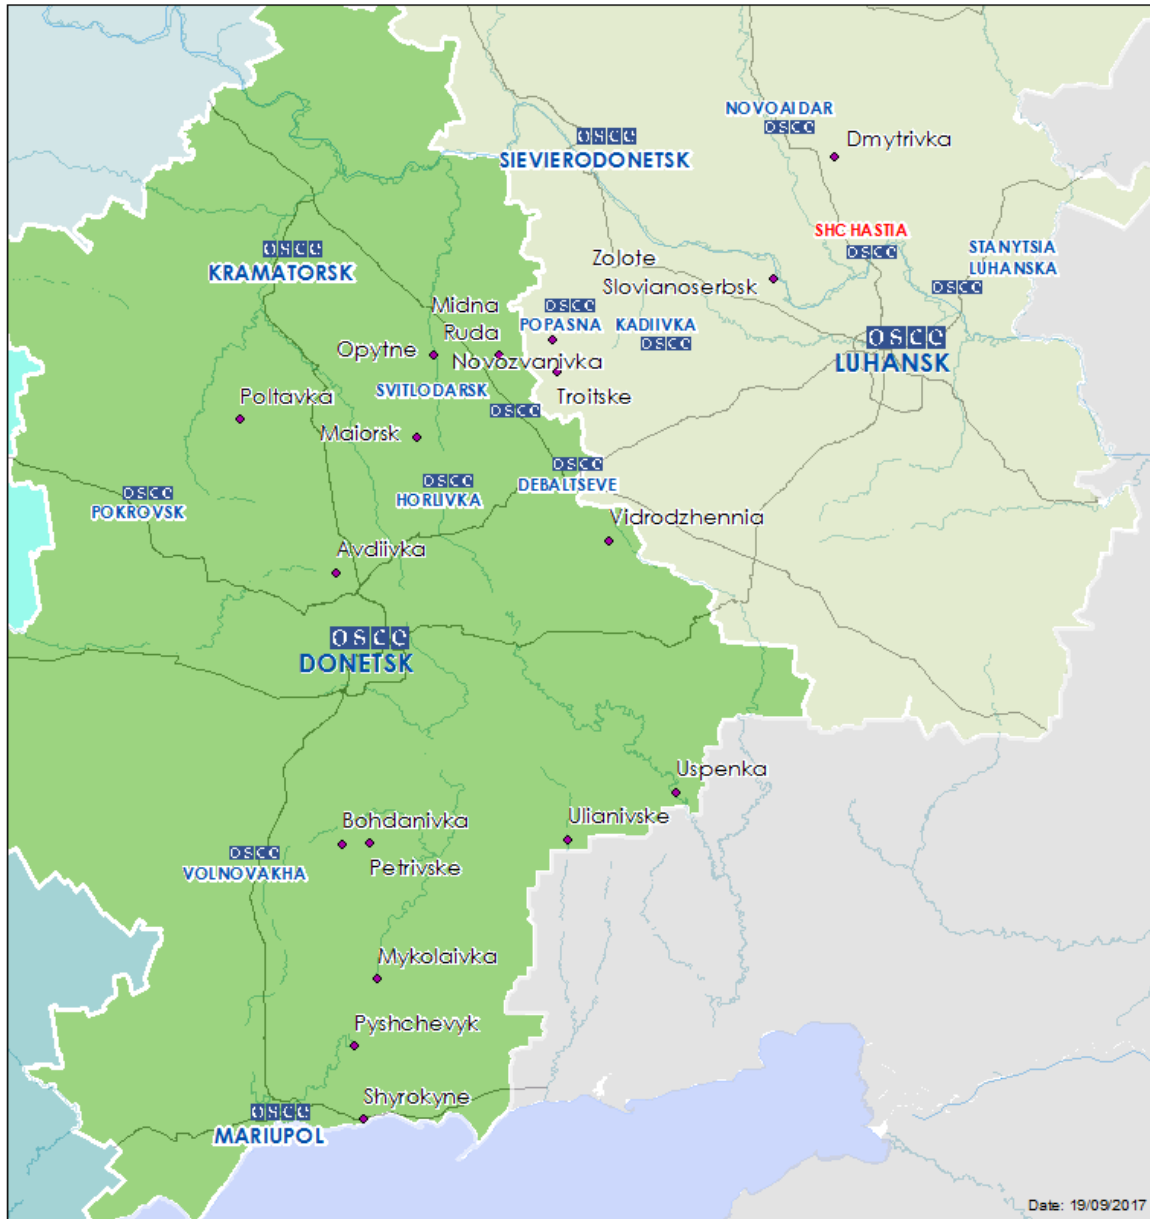 NOVOAIDAR
OSCE
Dmytrivka
OSCE
SIEVIERODONETSK
SHCHASTIA
OSCE
STANYTSIA
LUHANSKA
OSCE
OSCE
KRAMATORSK
Zolote
Slovianoserbsk
Midna
Ruda
OSCE
POPASNA
KADIIVKA
OSCE
OSCE
LUHANSK
Opytne
Novozvanivka
SVITLODARSK
OSCE
Troitske
Poltavka
Maiorsk
OSCE
HORLIVKA
OSCE
DEBALTSEVE
OSCE
POKROVSK
Vidrodzhennia
Avdiivka
OSCE
DONETSK
Uspenka
Ulianivske
Bohdanivka
Petrivske
OSCE
VOLNOVAKHA
Mykolaivka
Pyshchevyk
Shyrokyne
OSCE
MARIUPOL
Date: 19/09/2017